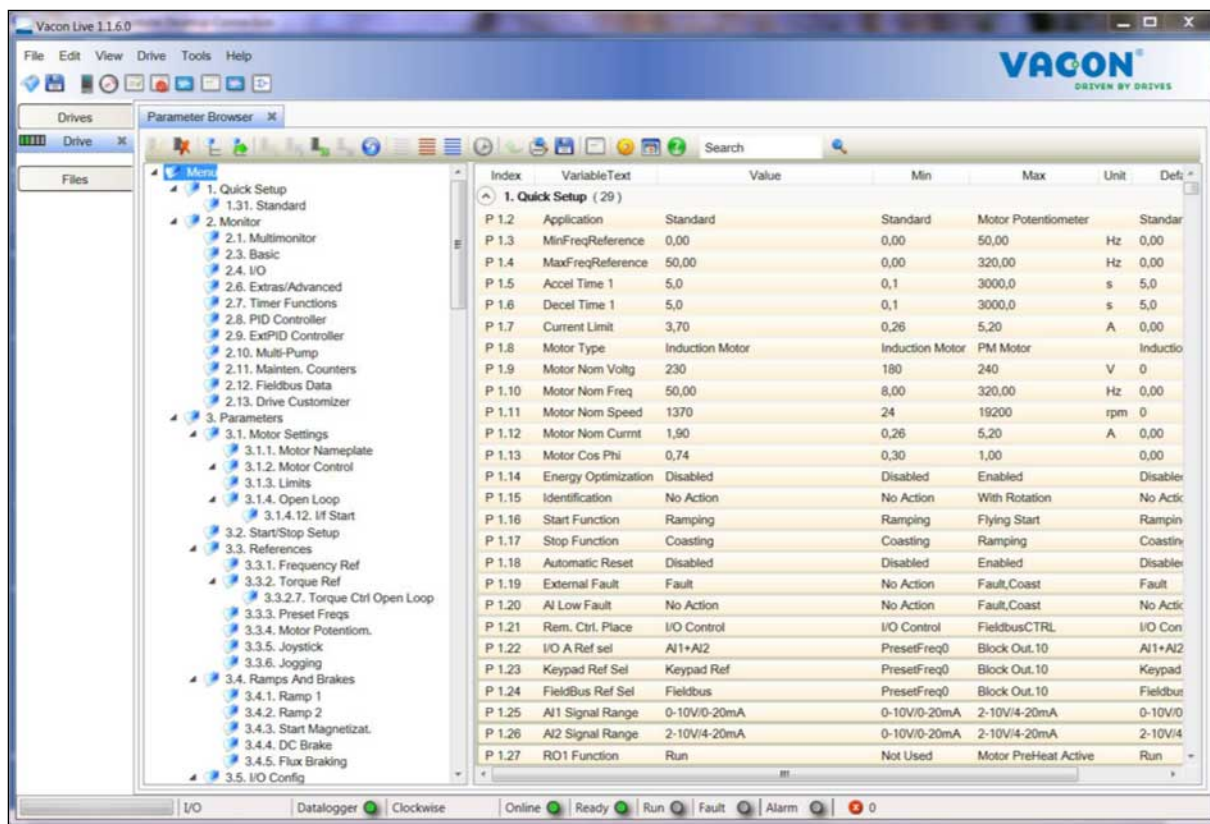 Vacon Live 1.1.6.0
File Edit View Drive Tools Help
VACON®
DRIVEN BY DRIVES
Drives
Drive
Files
Parameter Browser
Search
Menu
1. Quick Setup
1.31. Standard
2. Monitor
2.1. Multimonitor
2.3. Basic
2.4. I/O
2.6. Extras/Advanced
2.7. Timer Functions
2.8. PID Controller
2.9. ExtPID Controller
2.10. Multi-Pump
2.11. Mainten. Counters
2.12. Fieldbus Data
2.13. Drive Customizer
3. Parameters
3.1. Motor Settings
3.1.1. Motor Nameplate
3.1.2. Motor Control
3.1.3. Limits
3.1.4. Open Loop
3.1.4.12. I/f Start
3.2. Start/Stop Setup
3.3. References
3.3.1. Frequency Ref
3.3.2. Torque Ref
3.3.2.7. Torque Ctrl Open Loop
3.3.3. Preset Freqs
3.3.4. Motor Potentiom.
3.3.5. Joystick
3.3.6. Jogging
3.4. Ramps And Brakes
3.4.1. Ramp 1
3.4.2. Ramp 2
3.4.3. Start Magnetizat.
3.4.4. DC Brake
3.4.5. Flux Braking
3.5. I/O Config
Index VariableText Value Min Max Unit Defa
1. Quick Setup (29)
P 1.2 Application Standard Standard Motor Potentiometer Standar
P 1.3 MinFreqReference 0,00 0,00 50,00 Hz 0,00
P 1.4 MaxFreqReference 50,00 0,00 320,00 Hz 0,00
P 1.5 Accel Time 1 5,0 0,1 3000,0 s 5,0
P 1.6 Decel Time 1 5,0 0,1 3000,0 s 5,0
P 1.7 Current Limit 3,70 0,26 5,20 A 0,00
P 1.8 Motor Type Induction Motor Induction Motor PM Motor Inductio
P 1.9 Motor Nom Voltg 230 180 240 V 0
P 1.10 Motor Nom Freq 50,00 8,00 320,00 Hz 0,00
P 1.11 Motor Nom Speed 1370 24 19200 rpm 0
P 1.12 Motor Nom Currnt 1,90 0,26 5,20 A 0,00
P 1.13 Motor Cos Phi 0,74 0,30 1,00 0,00
P 1.14 Energy Optimization Disabled Disabled Enabled Disable
P 1.15 Identification No Action No Action With Rotation No Actic
P 1.16 Start Function Ramping Ramping Flying Start Rampin
P 1.17 Stop Function Coasting Coasting Ramping Coastin
P 1.18 Automatic Reset Disabled Disabled Enabled Disable
P 1.19 External Fault Fault No Action Fault,Coast Fault
P 1.20 AI Low Fault No Action No Action Fault,Coast No Actic
P 1.21 Rem. Ctrl. Place I/O Control I/O Control FieldbusCTRL I/O Con
P 1.22 I/O A Ref sel AI1+AI2 PresetFreq0 Block Out.10 AI1+AI2
P 1.23 Keypad Ref Sel Keypad Ref PresetFreq0 Block Out.10 Keypad
P 1.24 FieldBus Ref Sel Fieldbus PresetFreq0 Block Out.10 Fieldbus
P 1.25 AI1 Signal Range 0-10V/0-20mA 0-10V/0-20mA 2-10V/4-20mA 0-10V/0
P 1.26 AI2 Signal Range 2-10V/4-20mA 0-10V/0-20mA 2-10V/4-20mA 2-10V/4
P 1.27 RO1 Function Run Not Used Motor PreHeat Active Run
I/O Datalogger Clockwise Online Ready Run Fault Alarm 0